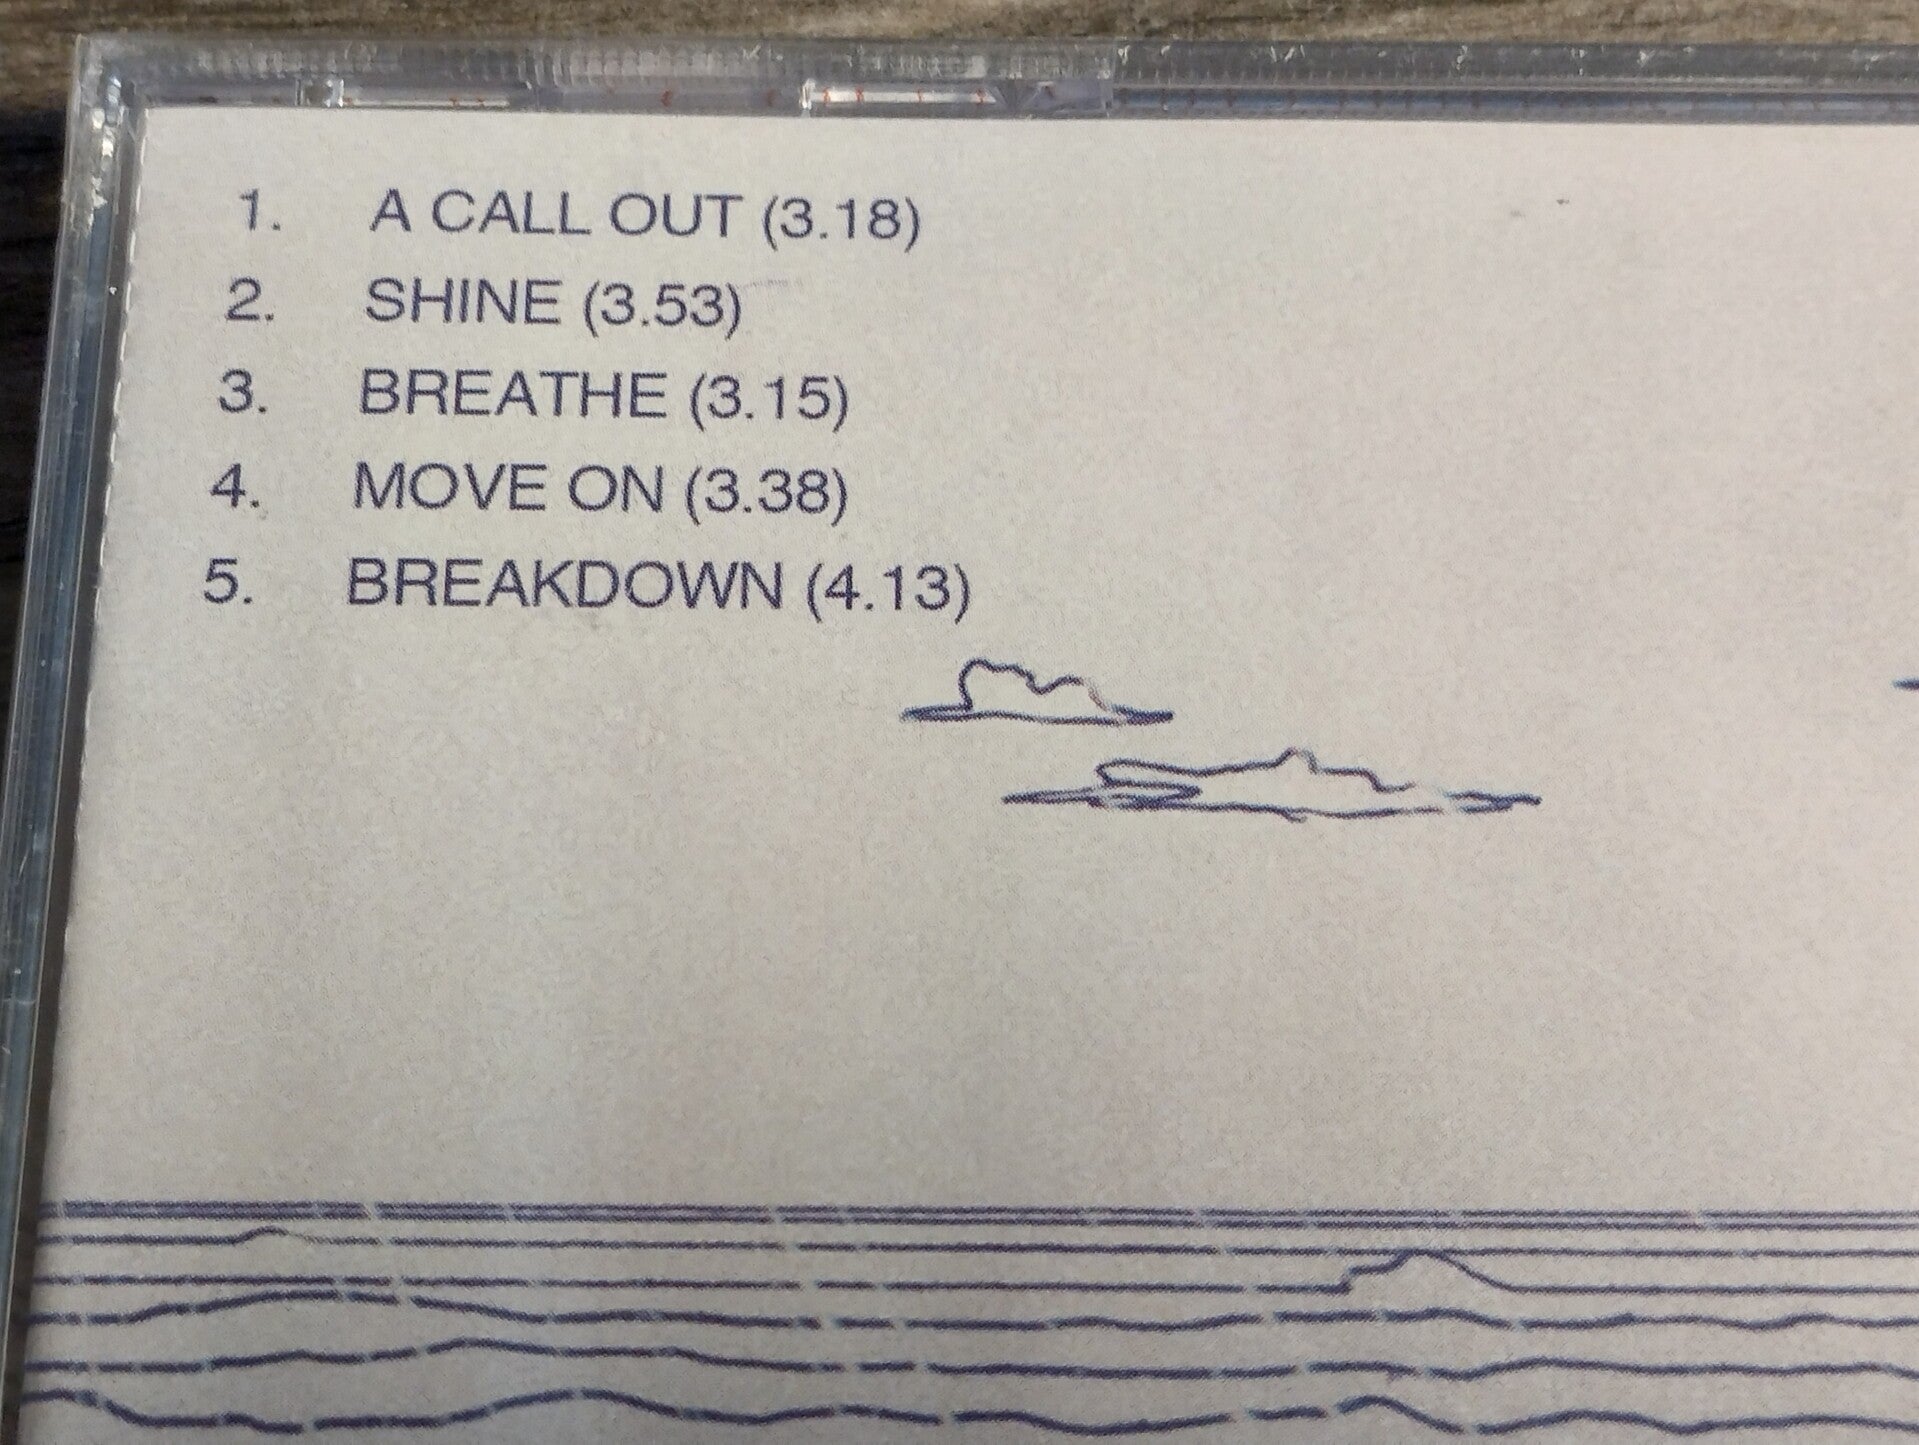 1. A CALL OUT (3.18)
2. SHINE (3.53)
3. BREATHE (3.15)
4. MOVE ON (3.38)
5. BREAKDOWN (4.13)